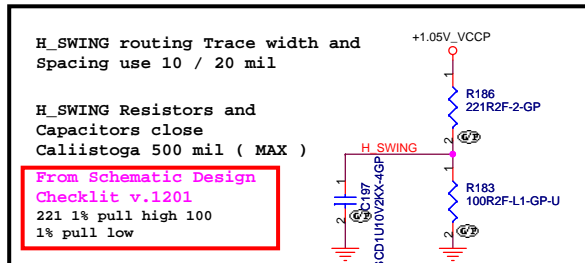 H_SWING routing Trace width and
Spacing use 10 / 20 mil
H_SWING Resistors and
Capacitors close
Caliistoga 500 mil ( MAX )
From Schematic Design
Checklit v.1201
221 1% pull high 100
1% pull low
+1.05V_VCCP
1
R186
221R2F-2-GP
2
G/P
H_SWING
1
C197
SCD1U10V2KX-4GP
2
G/P
1
R183
100R2F-L1-GP-U
2
G/P